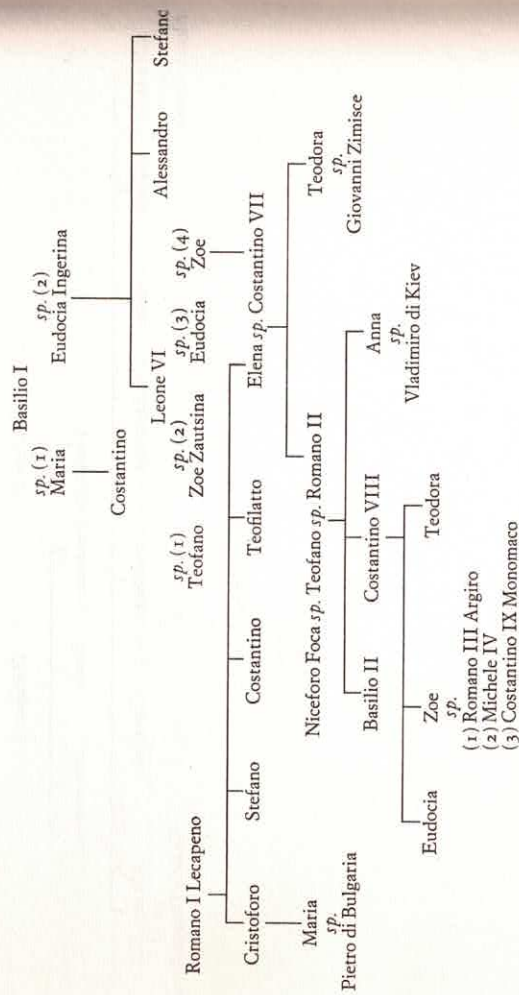 Basilio I
sp. (1)
Maria
sp. (2)
Eudocia Ingerina
Costantino
Leone VI
Alessandro
Stefano
sp. (1)
Teofano
sp. (2)
Zoe Zautsina
sp. (3)
Eudocia
sp. (4)
Zoe
Romano I Lecapeno
Cristoforo
Stefano
Costantino
Teofilatto
Elena sp. Costantino VII
Maria
sp.
Pietro di Bulgaria
Niceforo Foca sp. Teofano sp. Romano II
Teodora
sp.
Giovanni Zimisce
Basilio II
Costantino VIII
Anna
sp.
Vladimiro di Kiev
Eudocia
Zoe
sp.
(1) Romano III Argiro
(2) Michele IV
(3) Costantino IX Monomaco
Teodora